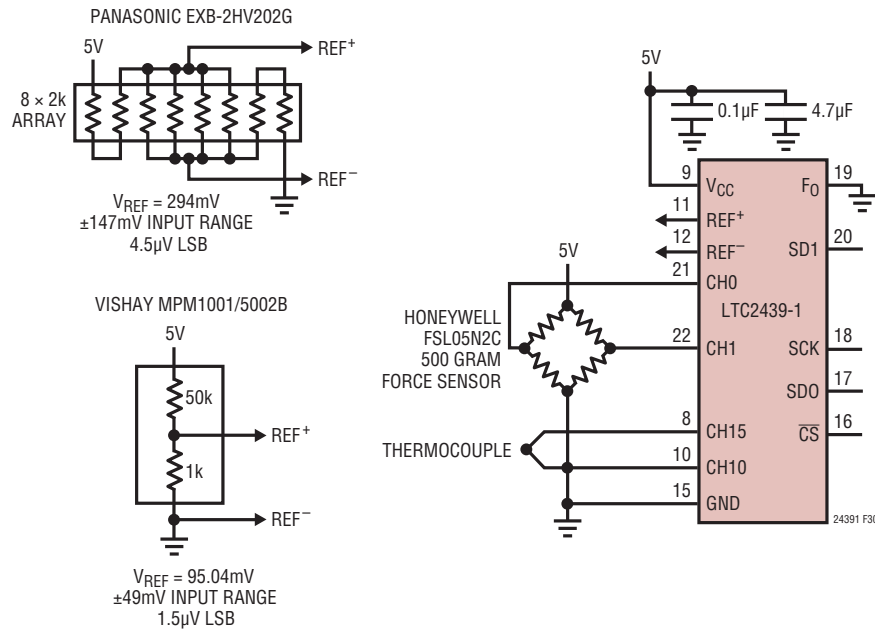 PANASONIC EXB-2HV202G
5V
REF+
8 × 2k
ARRAY
REF–
VREF = 294mV
±147mV INPUT RANGE
4.5µV LSB
VISHAY MPM1001/5002B
5V
50k
REF+
1k
REF–
VREF = 95.04mV
±49mV INPUT RANGE
1.5µV LSB
5V
0.1µF
4.7µF
9
VCC
FO
19
11
REF+
12
REF–
SD1
20
5V
21
CH0
LTC2439-1
HONEYWELL
FSL05N2C
500 GRAM
FORCE SENSOR
22
CH1
SCK
18
SDO
17
8
CH15
CS
16
THERMOCOUPLE
10
CH10
15
GND
24391 F30